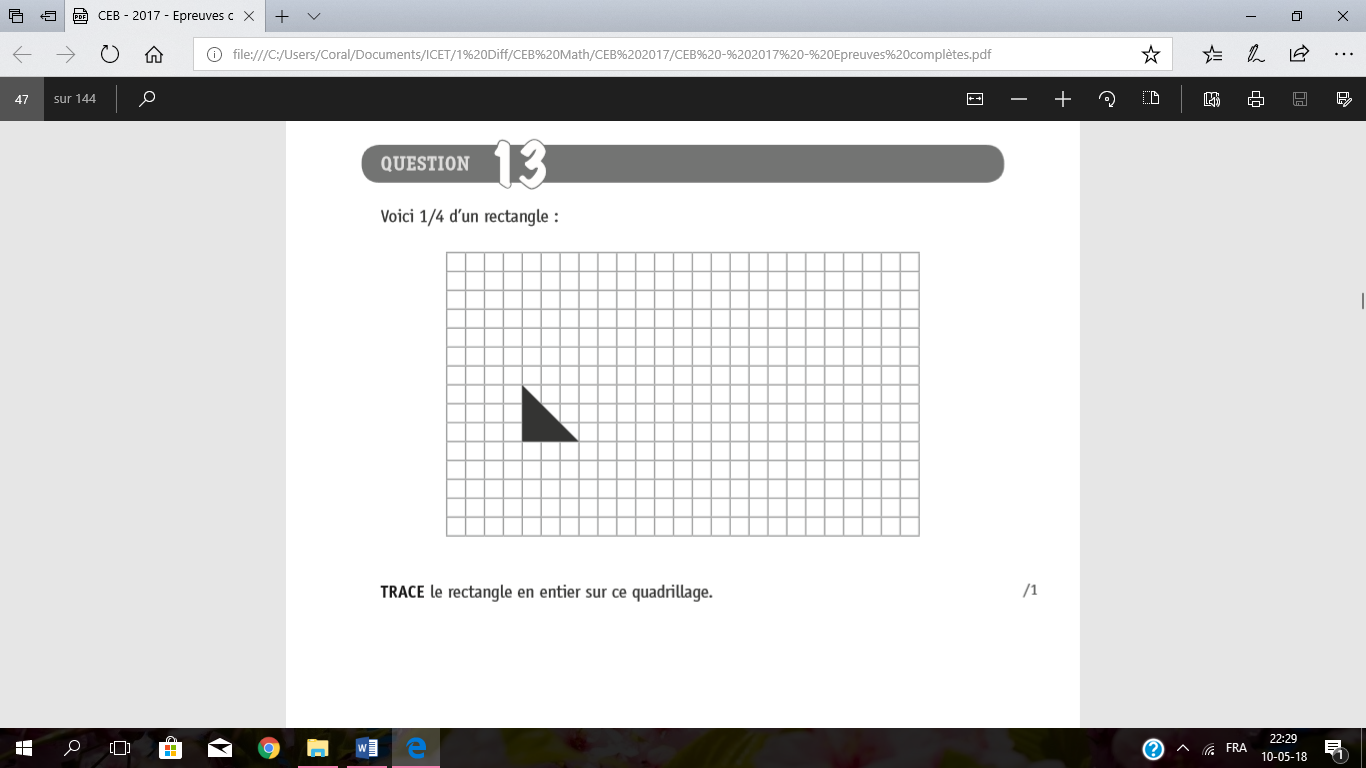 CEB - 2017 - Epreuves c
file:///C:/Users/Coral/Documents/ICET/1%20Diff/CEB%20Math/CEB%202017/CEB%20-%202017%20-%20Epreuves%20complètes.pdf
47 sur 144
QUESTION 13
Voici 1/4 d'un rectangle :
TRACE le rectangle en entier sur ce quadrillage.
/1
FRA
22:29
10-05-18
1